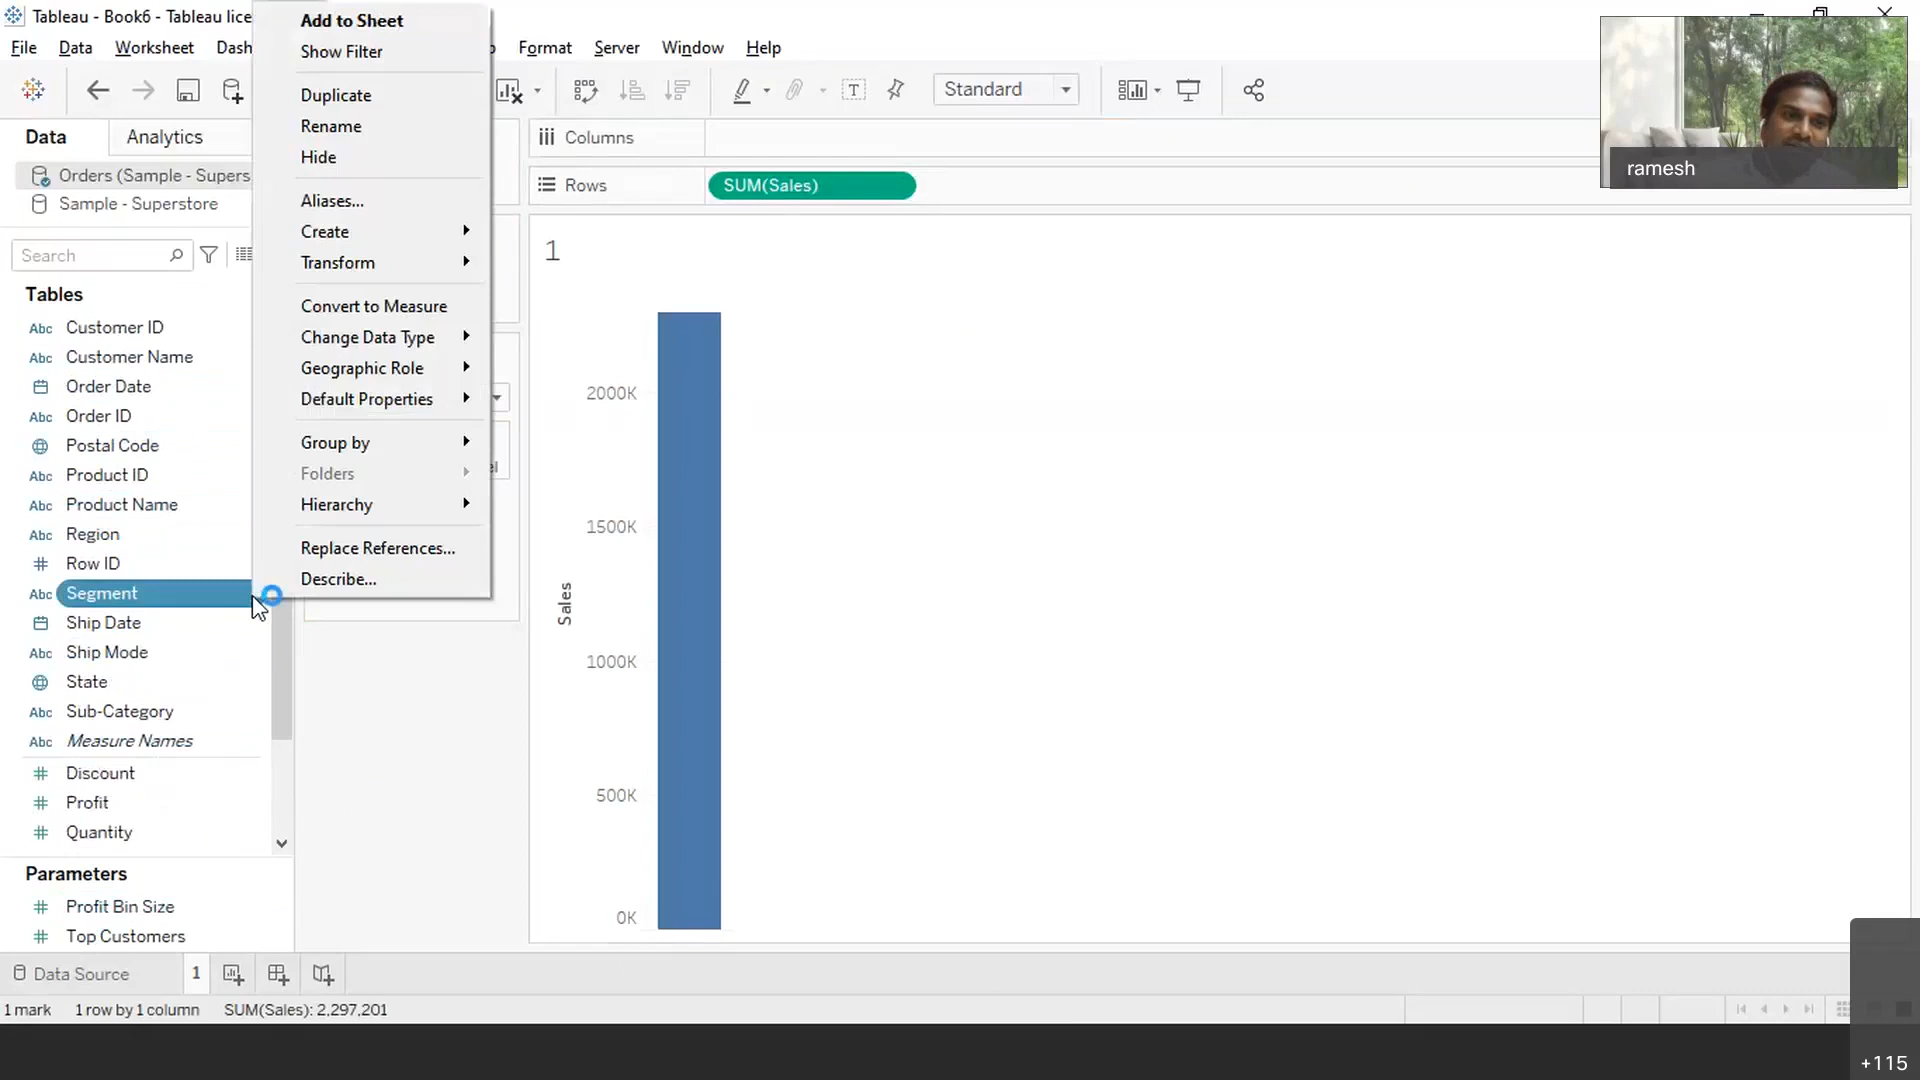 Tableau - Book6 - Tableau lice
File Data Worksheet Dash Format Server Window Help
Standard
ramesh
Data Analytics
Orders (Sample - Supers
Sample - Superstore
Search
Tables
Abc Customer ID
Abc Customer Name
Order Date
Abc Order ID
Postal Code
Abc Product ID
Abc Product Name
Abc Region
# Row ID
Abc Segment
Ship Date
Abc Ship Mode
State
Abc Sub-Category
Abc Measure Names
# Discount
# Profit
# Quantity
Parameters
# Profit Bin Size
# Top Customers
Add to Sheet
Show Filter
Duplicate
Rename
Hide
Aliases...
Create
Transform
Convert to Measure
Change Data Type
Geographic Role
Default Properties
Group by
Folders
Hierarchy
Replace References...
Describe...
Columns
Rows SUM(Sales)
1
2000K
1500K
1000K
500K
0K
Sales
Data Source 1
1 mark 1 row by 1 column SUM(Sales): 2,297,201
+115